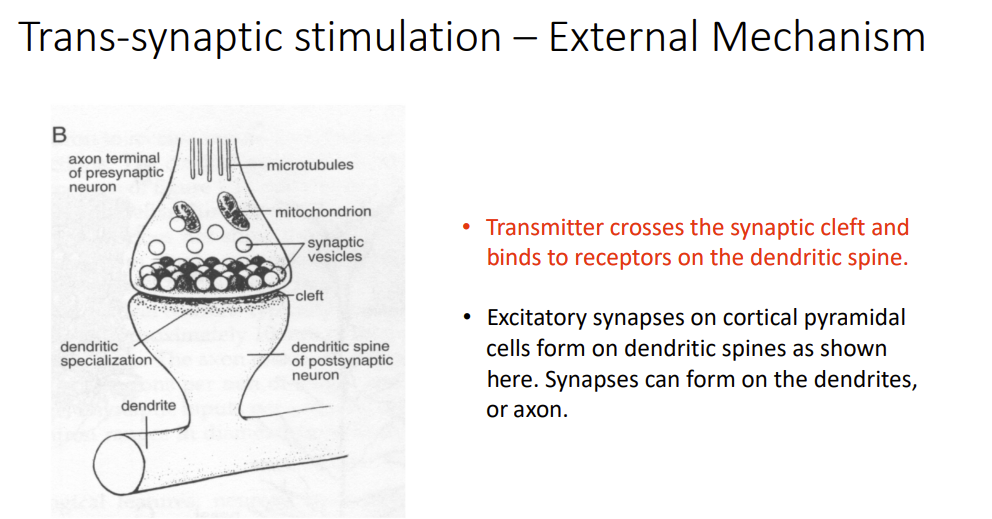 Trans-synaptic stimulation – External Mechanism
B
axon terminal
of presynaptic
neuron
microtubules
mitochondrion
synaptic
vesicles
cleft
dendritic
specialization
dendritic spine
of postsynaptic
neuron
dendrite
• Transmitter crosses the synaptic cleft and
binds to receptors on the dendritic spine.
• Excitatory synapses on cortical pyramidal
cells form on dendritic spines as shown
here. Synapses can form on the dendrites,
or axon.